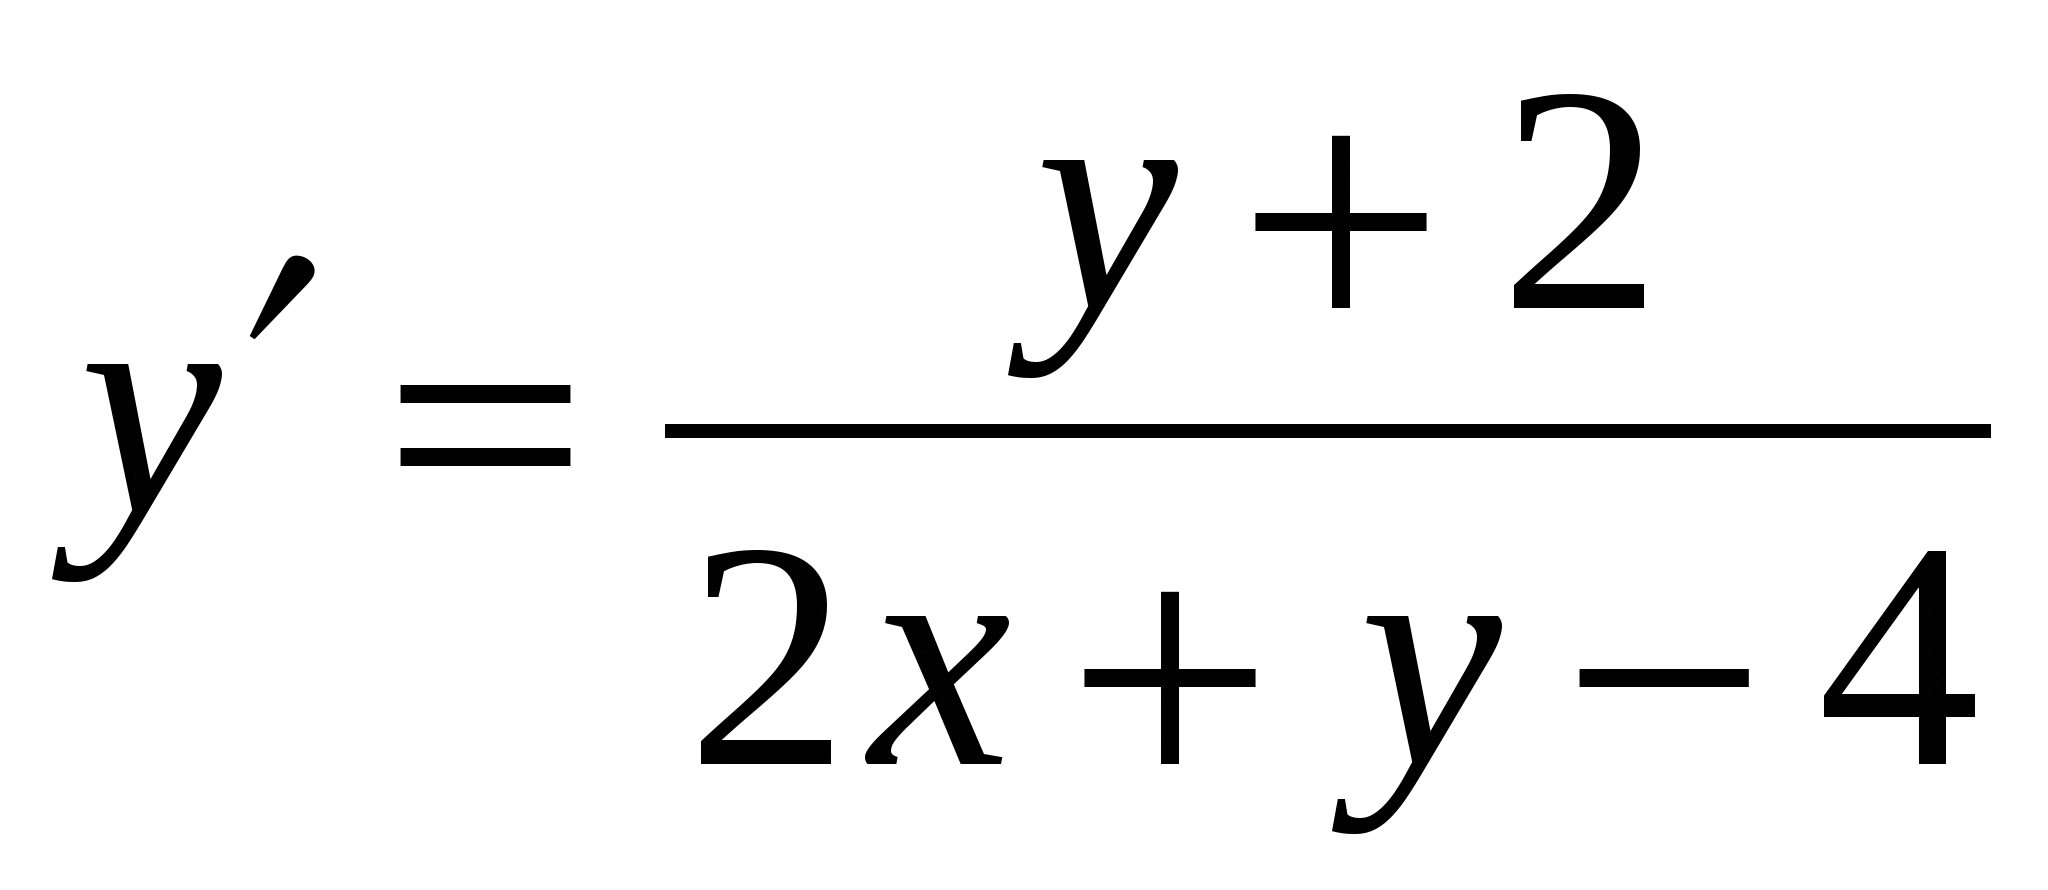 y′ = (y + 2) / (2x + y − 4)